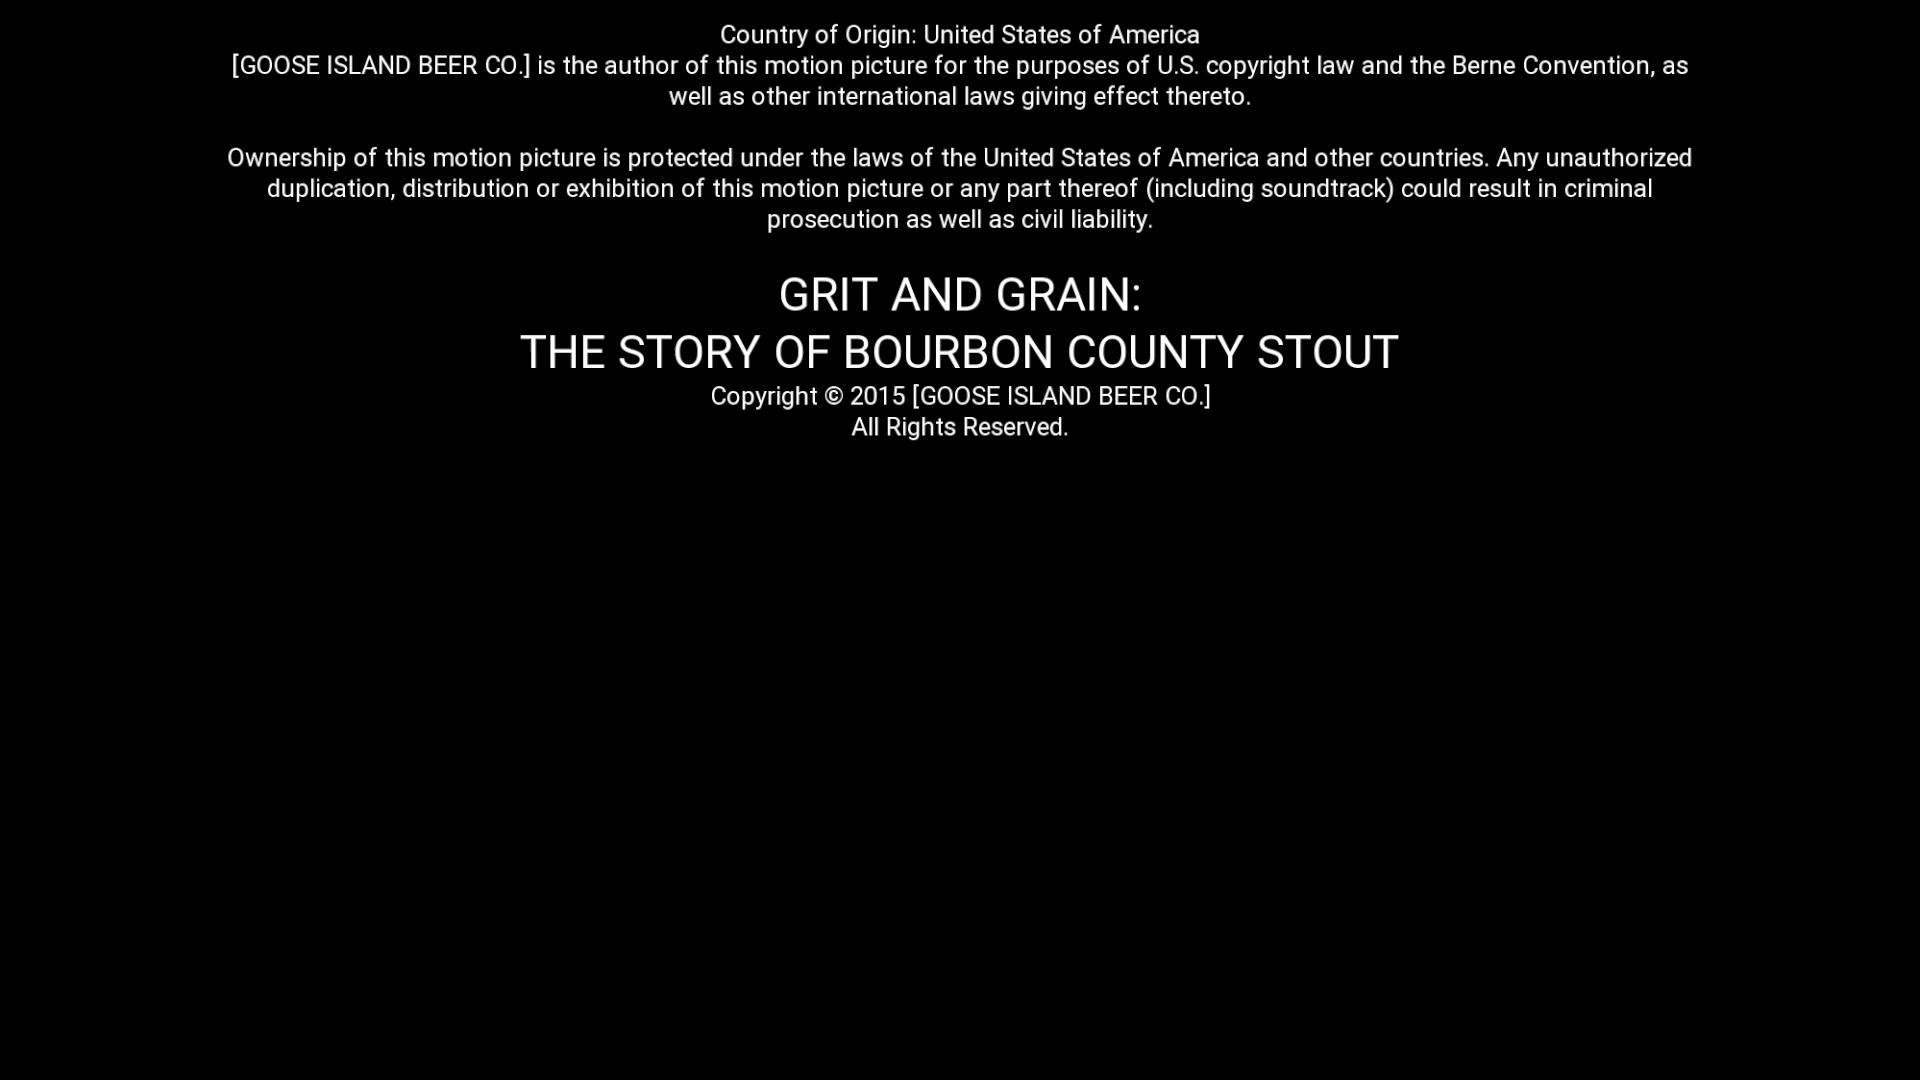 Country of Origin: United States of America
[GOOSE ISLAND BEER CO.] is the author of this motion picture for the purposes of U.S. copyright law and the Berne Convention, as
well as other international laws giving effect thereto.
Ownership of this motion picture is protected under the laws of the United States of America and other countries. Any unauthorized
duplication, distribution or exhibition of this motion picture or any part thereof (including soundtrack) could result in criminal
prosecution as well as civil liability.
GRIT AND GRAIN:
THE STORY OF BOURBON COUNTY STOUT
Copyright © 2015 [GOOSE ISLAND BEER CO.]
All Rights Reserved.